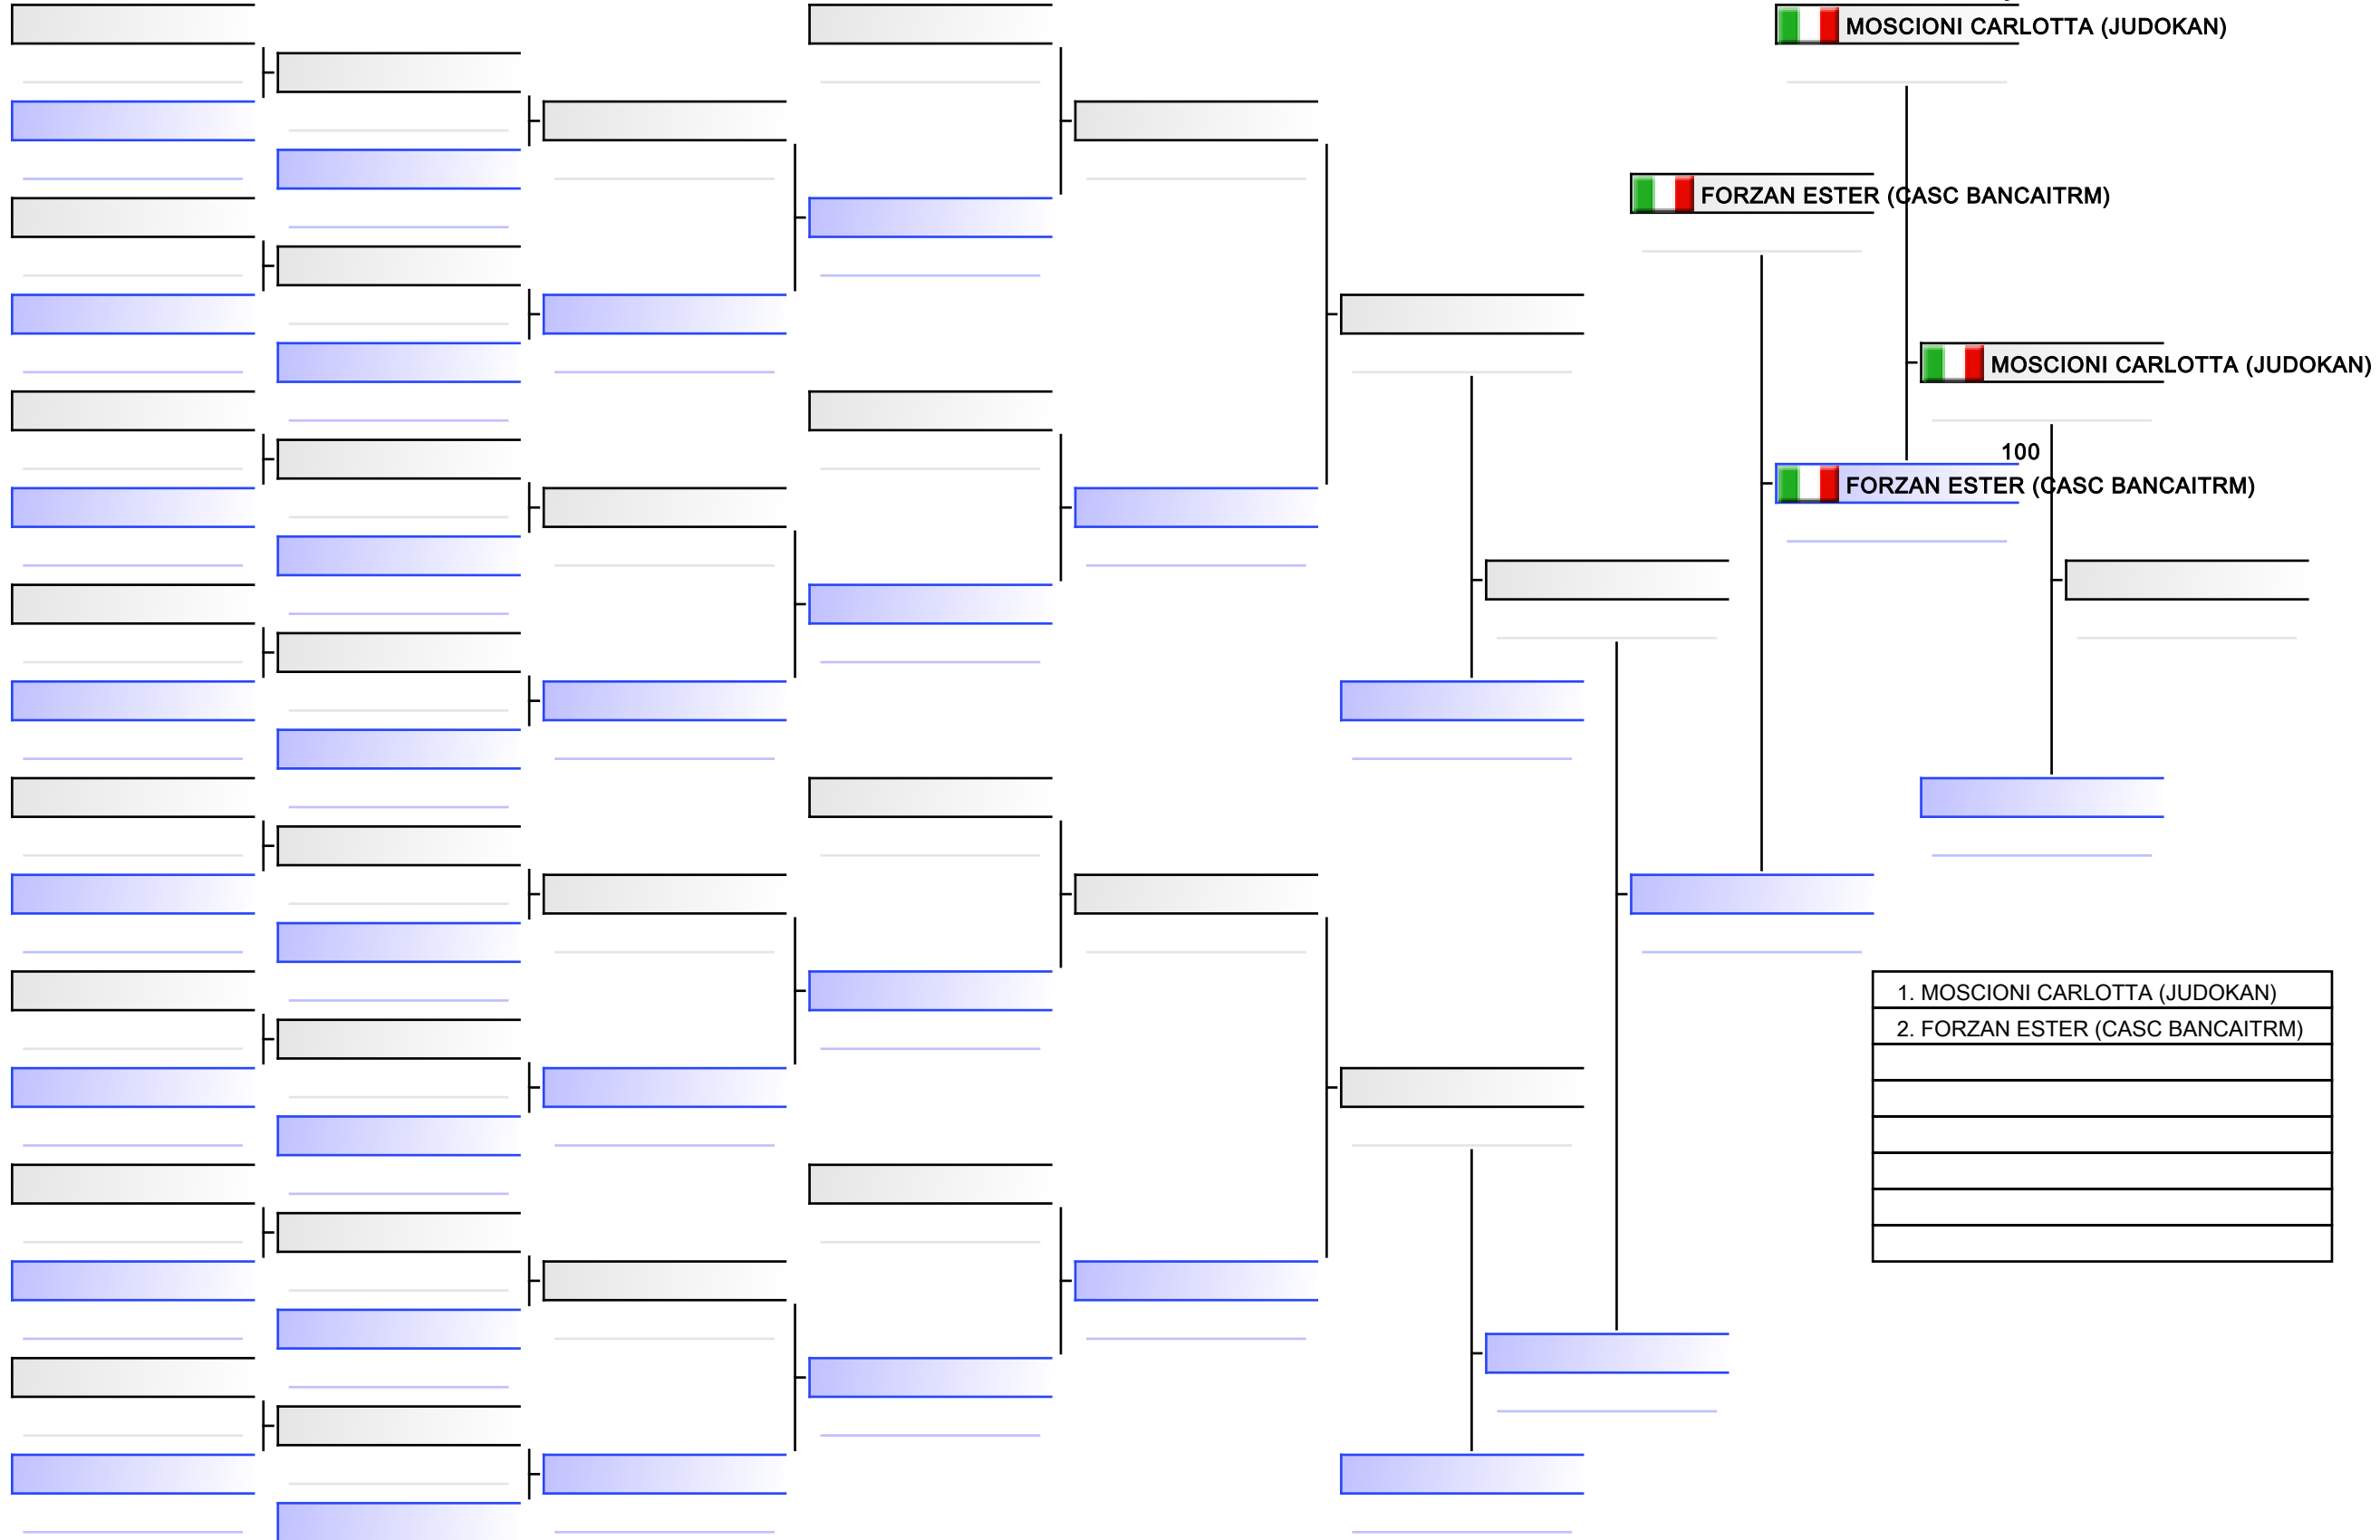 MOSCIONI CARLOTTA (JUDOKAN)
FORZAN ESTER (CASC BANCAITRM)
MOSCIONI CARLOTTA (JUDOKAN)
100
FORZAN ESTER (CASC BANCAITRM)
1. MOSCIONI CARLOTTA (JUDOKAN)
2. FORZAN ESTER (CASC BANCAITRM)